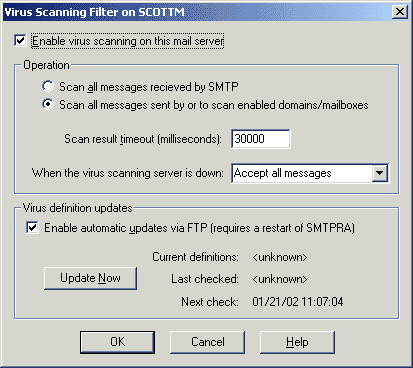 Virus Scanning Filter on SCOTTM
Enable virus scanning on this mail server
Operation
Scan all messages recieved by SMTP
Scan all messages sent by or to scan enabled domains/mailboxes
Scan result timeout (milliseconds): 30000
When the virus scanning server is down: Accept all messages
Virus definition updates
Enable automatic updates via FTP (requires a restart of SMTPRA)
Current definitions: <unknown>
Update Now
Last checked: <unknown>
Next check: 01/21/02 11:07:04
OK Cancel Help